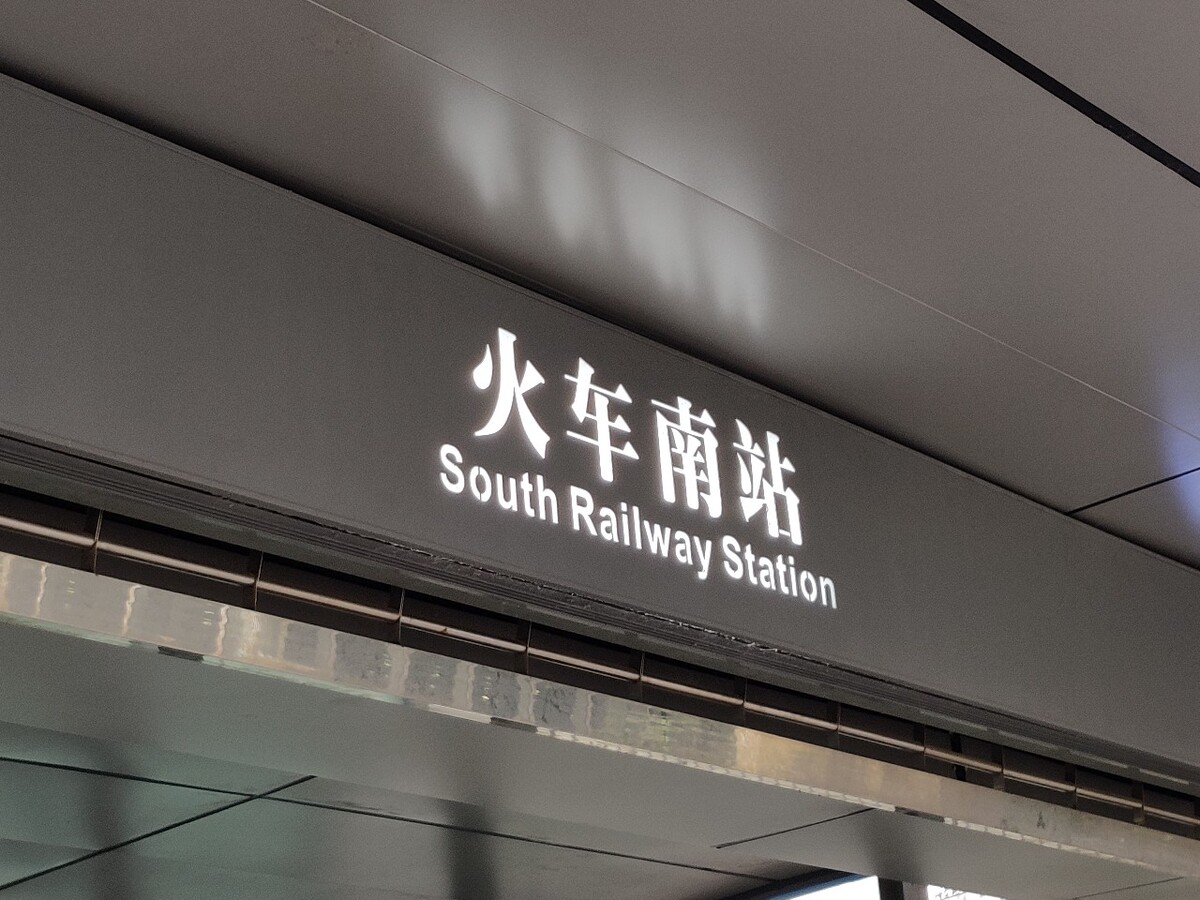 火车南站
South Railway Station